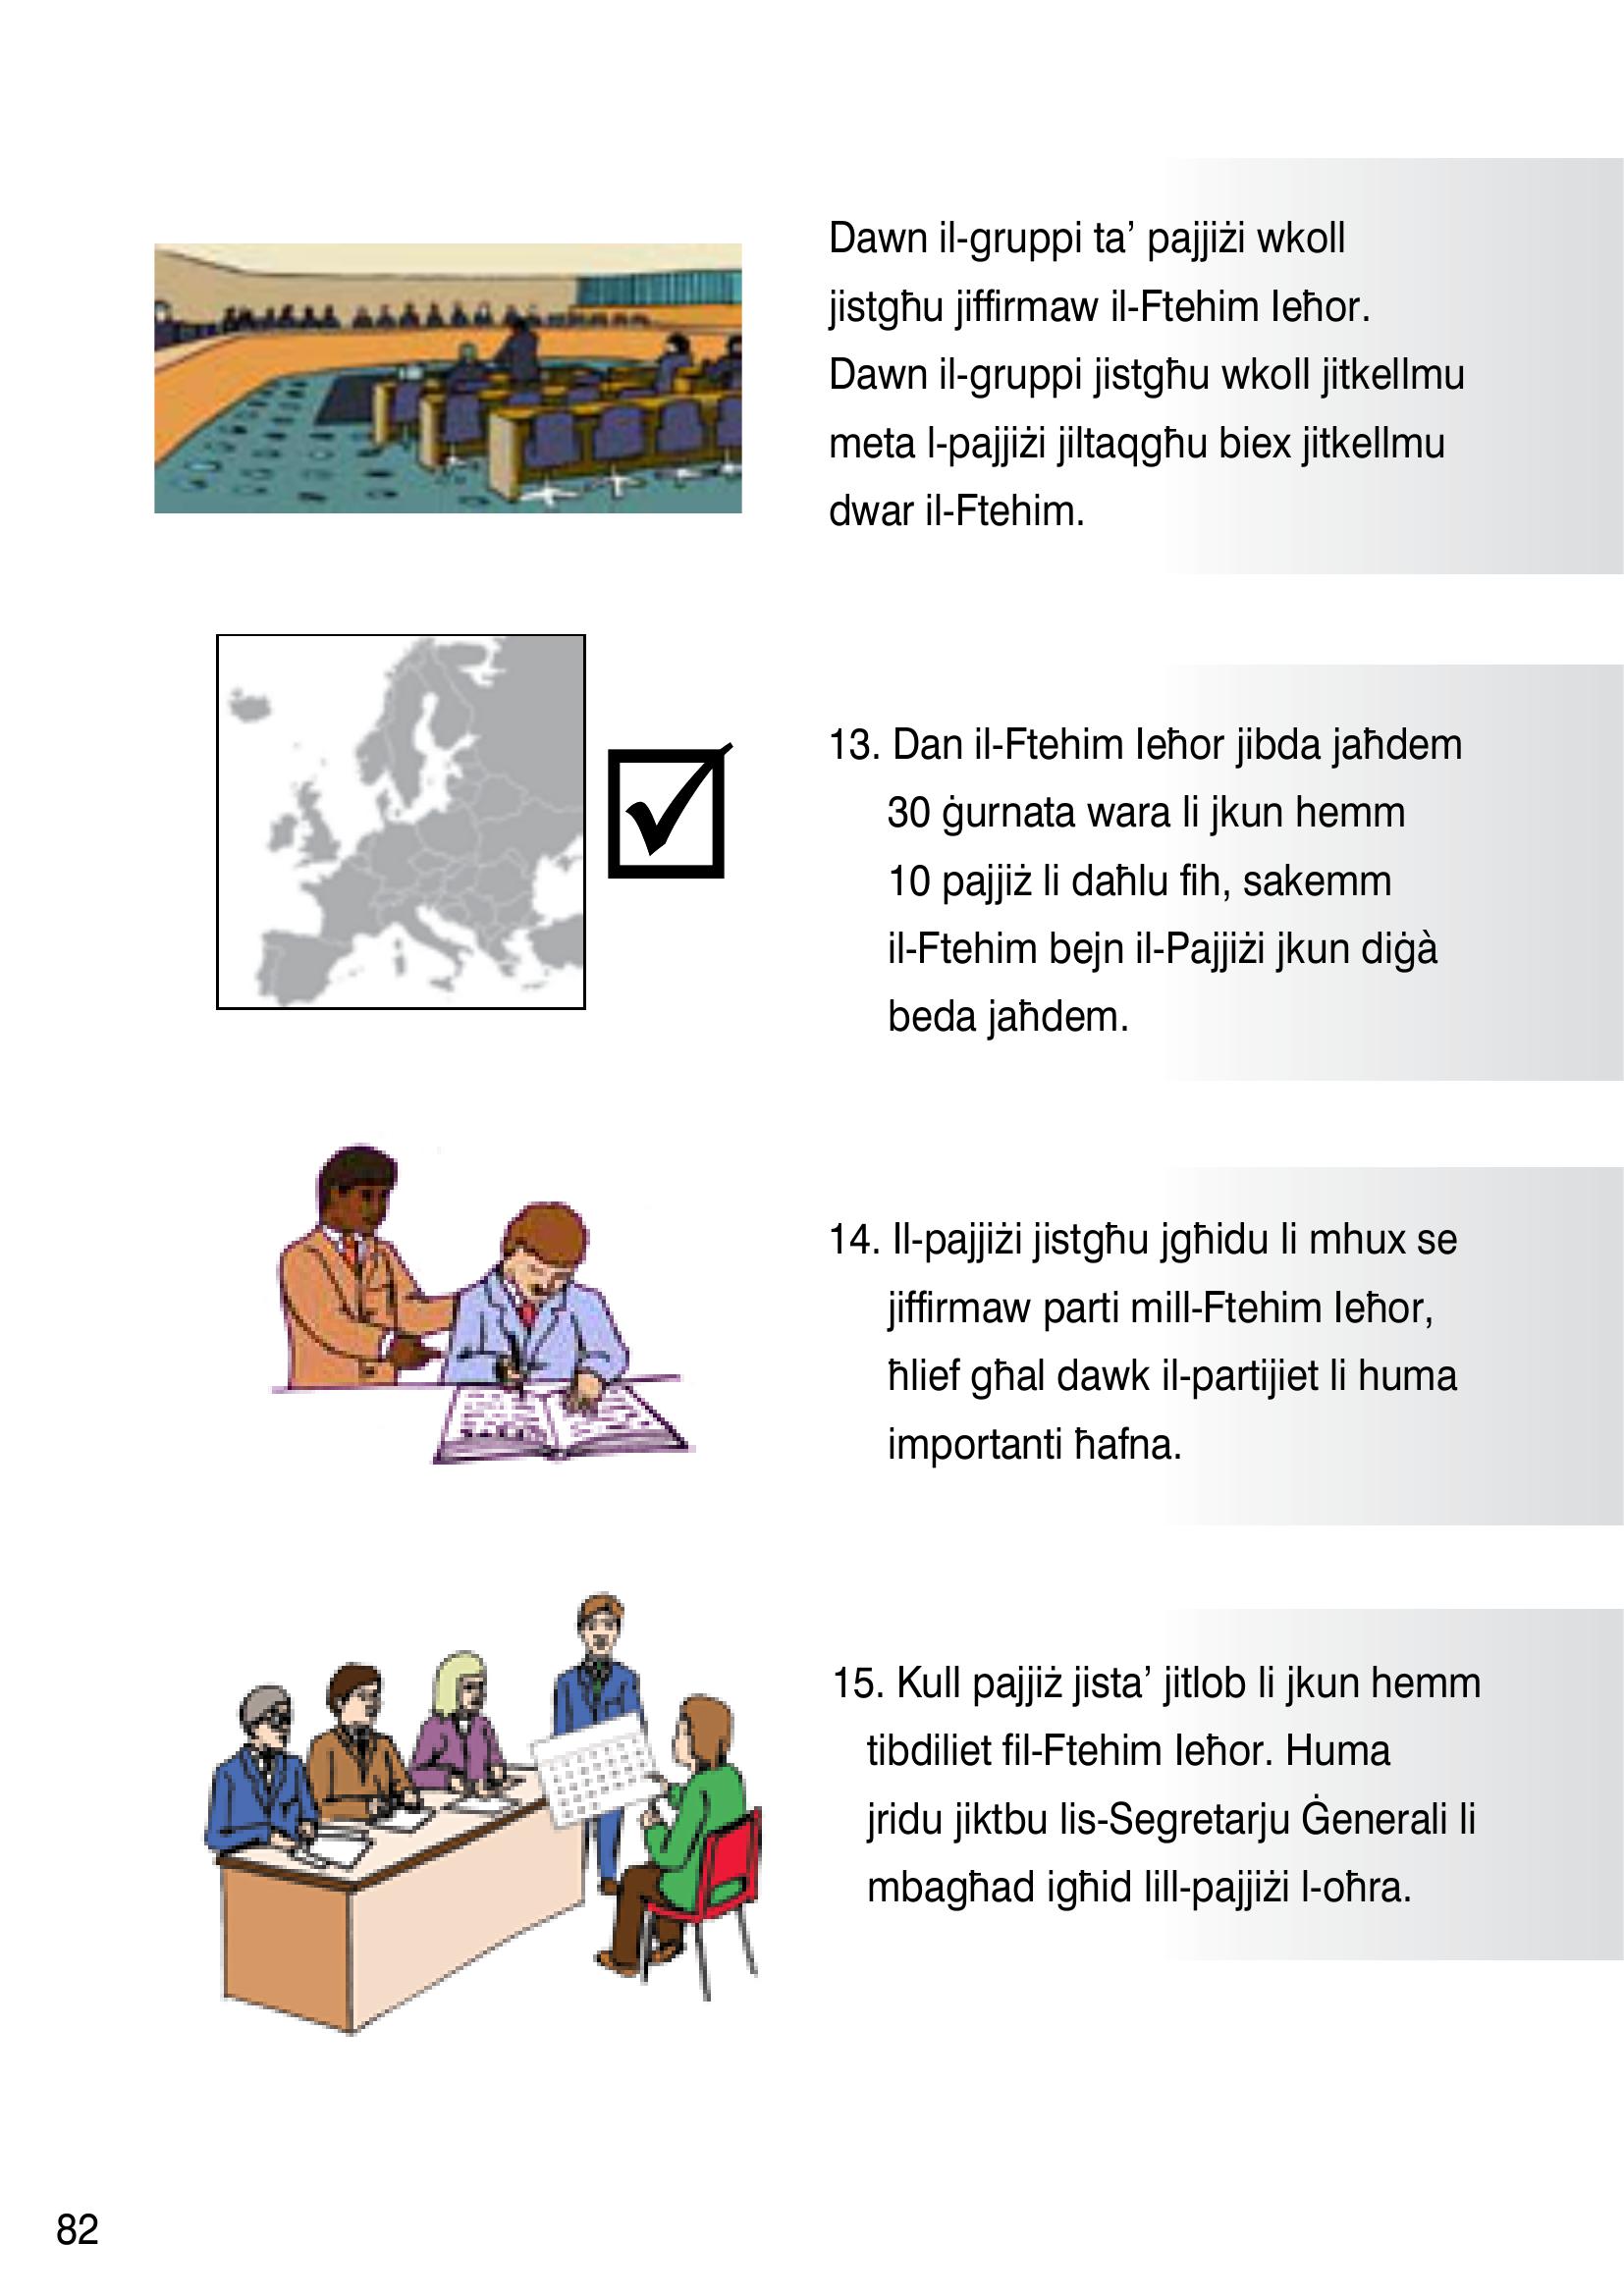 Dawn il-gruppi ta’ pajjiżi wkoll
jistgħu jiffirmaw il-Ftehim Ieħor.
Dawn il-gruppi jistgħu wkoll jitkellmu
meta l-pajjiżi jiltaqgħu biex jitkellmu
dwar il-Ftehim.
13. Dan il-Ftehim Ieħor jibda jaħdem
30 ġurnata wara li jkun hemm
10 pajjiż li daħlu fih, sakemm
il-Ftehim bejn il-Pajjiżi jkun diġà
beda jaħdem.
14. Il-pajjiżi jistgħu jgħidu li mhux se
jiffirmaw parti mill-Ftehim Ieħor,
ħlief għal dawk il-partijiet li huma
importanti ħafna.
15. Kull pajjiż jista’ jitlob li jkun hemm
tibdiliet fil-Ftehim Ieħor. Huma
jridu jiktbu lis-Segretarju Ġenerali li
mbagħad igħid lill-pajjiżi l-oħra.
82